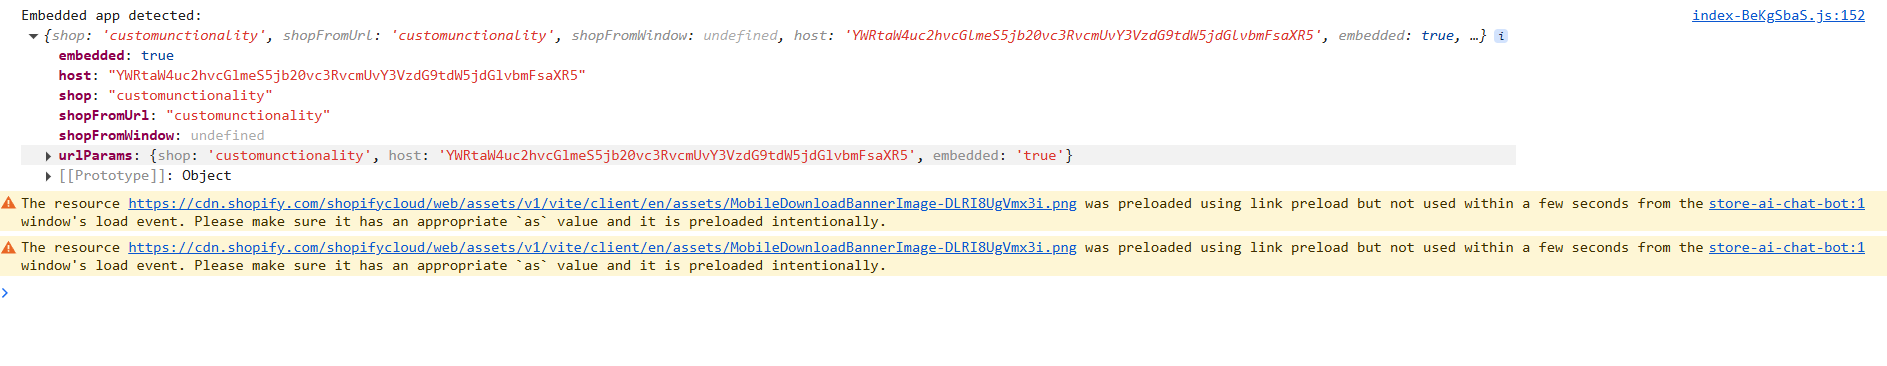 Embedded app detected: index-BeKgSbaS.js:152
{shop: 'customunctionality', shopFromUrl: 'customunctionality', shopFromWindow: undefined, host: 'YWRtaW4uc2hvcGlmeS5jb20vc3RvcmUvY3VzdG9tdW5jdGlvbmFsaXR5', embedded: true, …} i
embedded: true
host: "YWRtaW4uc2hvcGlmeS5jb20vc3RvcmUvY3VzdG9tdW5jdGlvbmFsaXR5"
shop: "customunctionality"
shopFromUrl: "customunctionality"
shopFromWindow: undefined
urlParams: {shop: 'customunctionality', host: 'YWRtaW4uc2hvcGlmeS5jb20vc3RvcmUvY3VzdG9tdW5jdGlvbmFsaXR5', embedded: 'true'}
[[Prototype]]: Object
The resource https://cdn.shopify.com/shopifycloud/web/assets/v1/vite/client/en/assets/MobileDownloadBannerImage-DLRI8UgVmx3i.png was preloaded using link preload but not used within a few seconds from the store-ai-chat-bot:1
window's load event. Please make sure it has an appropriate `as` value and it is preloaded intentionally.
The resource https://cdn.shopify.com/shopifycloud/web/assets/v1/vite/client/en/assets/MobileDownloadBannerImage-DLRI8UgVmx3i.png was preloaded using link preload but not used within a few seconds from the store-ai-chat-bot:1
window's load event. Please make sure it has an appropriate `as` value and it is preloaded intentionally.